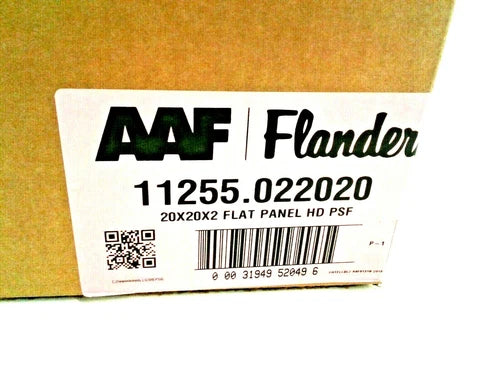 AAF | Flander
11255.022020
20X20X2 FLAT PANEL HD PSF
P-1
0 00 31949 52049 6